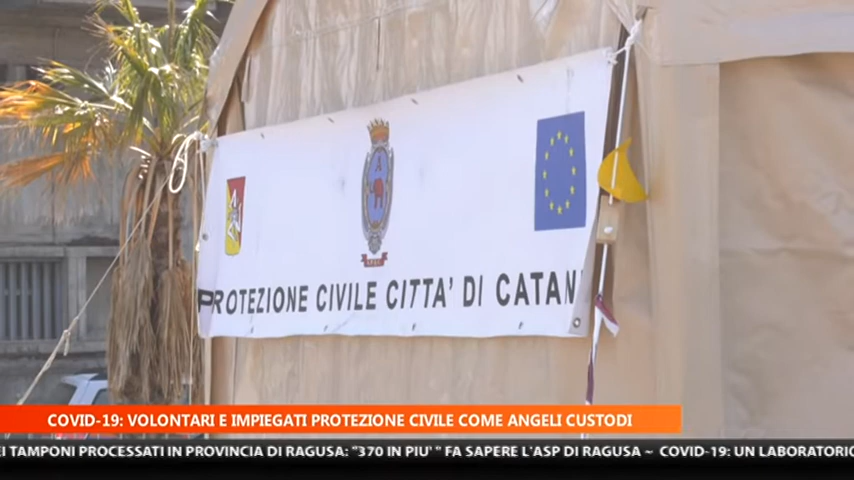 PROTEZIONE CIVILE CITTA' DI CATAN
COVID-19: VOLONTARI E IMPIEGATI PROTEZIONE CIVILE COME ANGELI CUSTODI
EI TAMPONI PROCESSATI IN PROVINCIA DI RAGUSA: "370 IN PIU' " FA SAPERE L'ASP DI RAGUSA ~ COVID-19: UN LABORATORIO